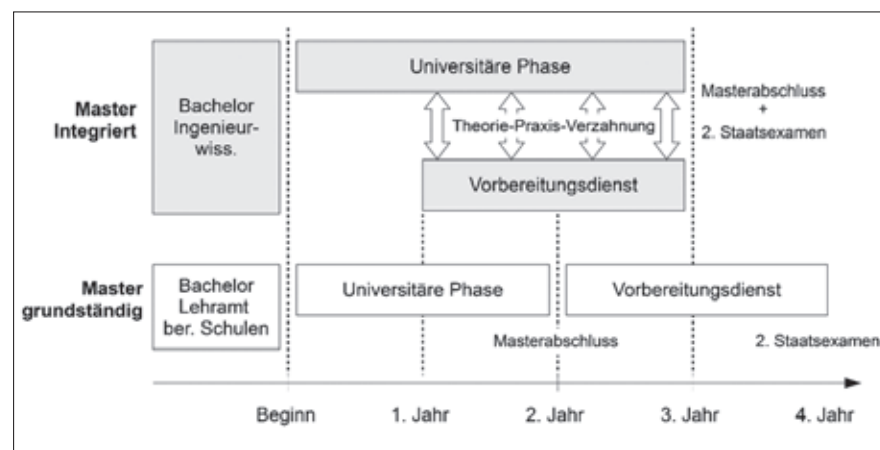 Master
Integriert
Bachelor
Ingenieur-
wiss.
Universitäre Phase
Theorie-Praxis-Verzahnung
Vorbereitungsdienst
Masterabschluss
+
2. Staatsexamen
Master
grundständig
Bachelor
Lehramt
ber. Schulen
Universitäre Phase
Vorbereitungsdienst
Masterabschluss
2. Staatsexamen
Beginn
1. Jahr
2. Jahr
3. Jahr
4. Jahr